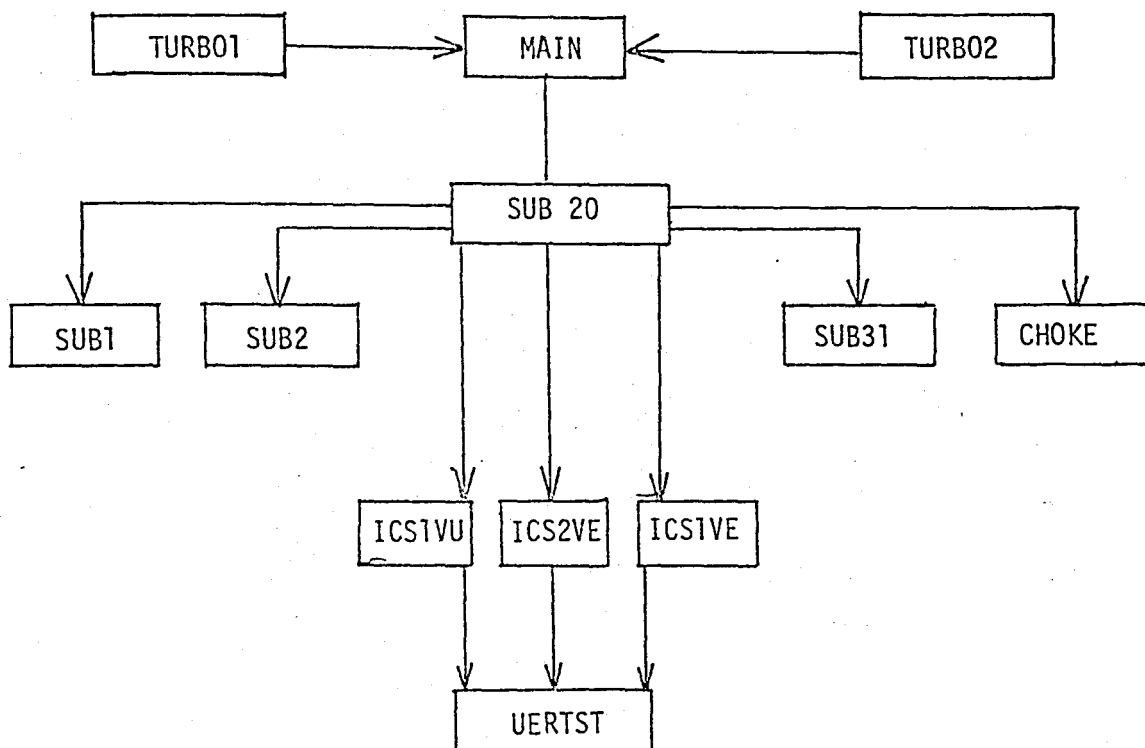 TURBO1
MAIN
TURBO2
SUB 20
SUB1
SUB2
SUB31
CHOKE
ICS1VU
ICS2VE
ICS1VE
UERTST